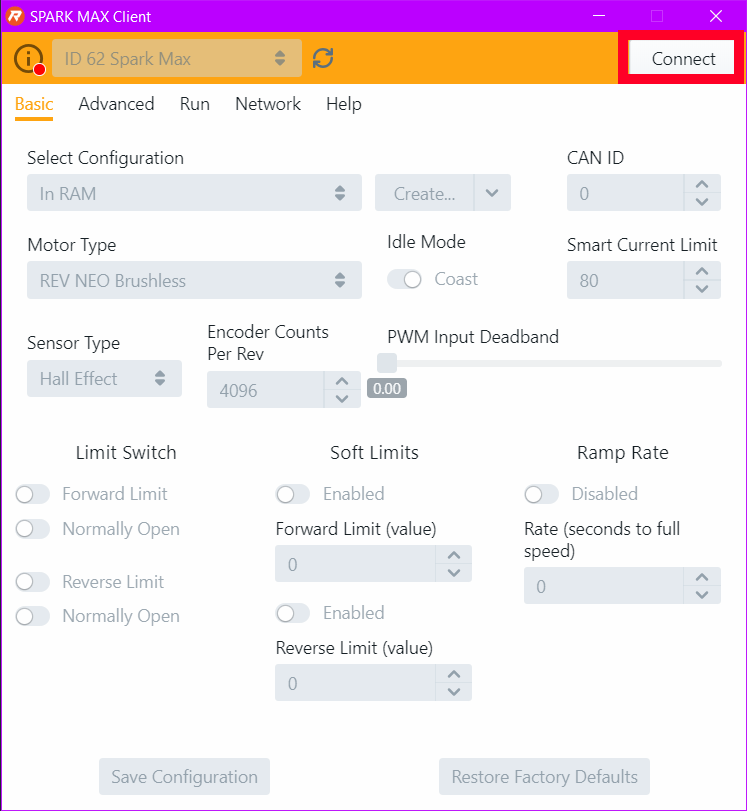 SPARK MAX Client
ID 62 Spark Max
Connect
Basic Advanced Run Network Help
Select Configuration
CAN ID
In RAM
Create...
0
Motor Type
Idle Mode
Smart Current Limit
REV NEO Brushless
Coast
80
Sensor Type
Encoder Counts
Per Rev
PWM Input Deadband
Hall Effect
4096
0.00
Limit Switch
Soft Limits
Ramp Rate
Forward Limit
Enabled
Disabled
Normally Open
Forward Limit (value)
Rate (seconds to full
speed)
0
0
Reverse Limit
Enabled
Normally Open
Reverse Limit (value)
0
Save Configuration
Restore Factory Defaults